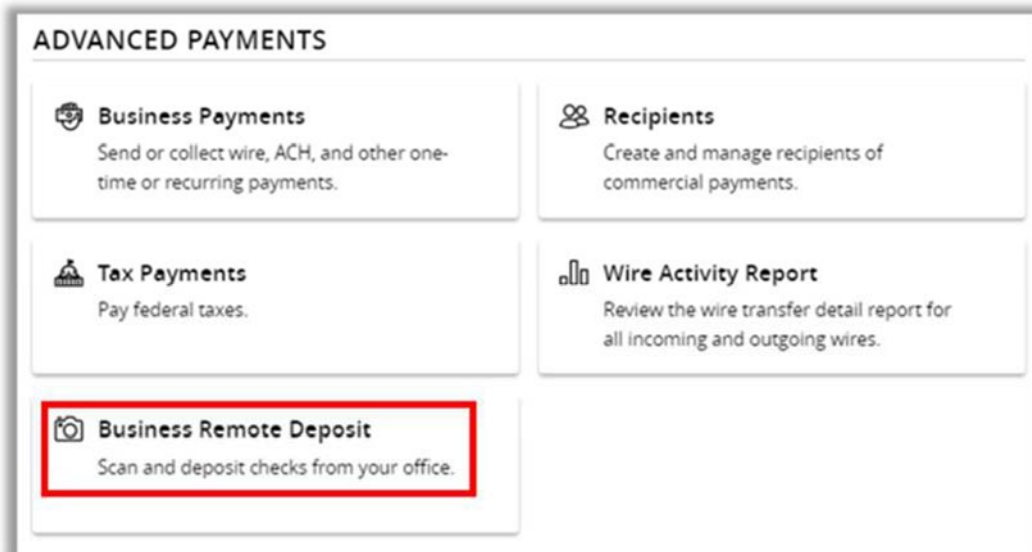 ADVANCED PAYMENTS
Business Payments
Send or collect wire, ACH, and other one-
time or recurring payments.
Recipients
Create and manage recipients of
commercial payments.
Tax Payments
Pay federal taxes.
Wire Activity Report
Review the wire transfer detail report for
all incoming and outgoing wires.
Business Remote Deposit
Scan and deposit checks from your office.